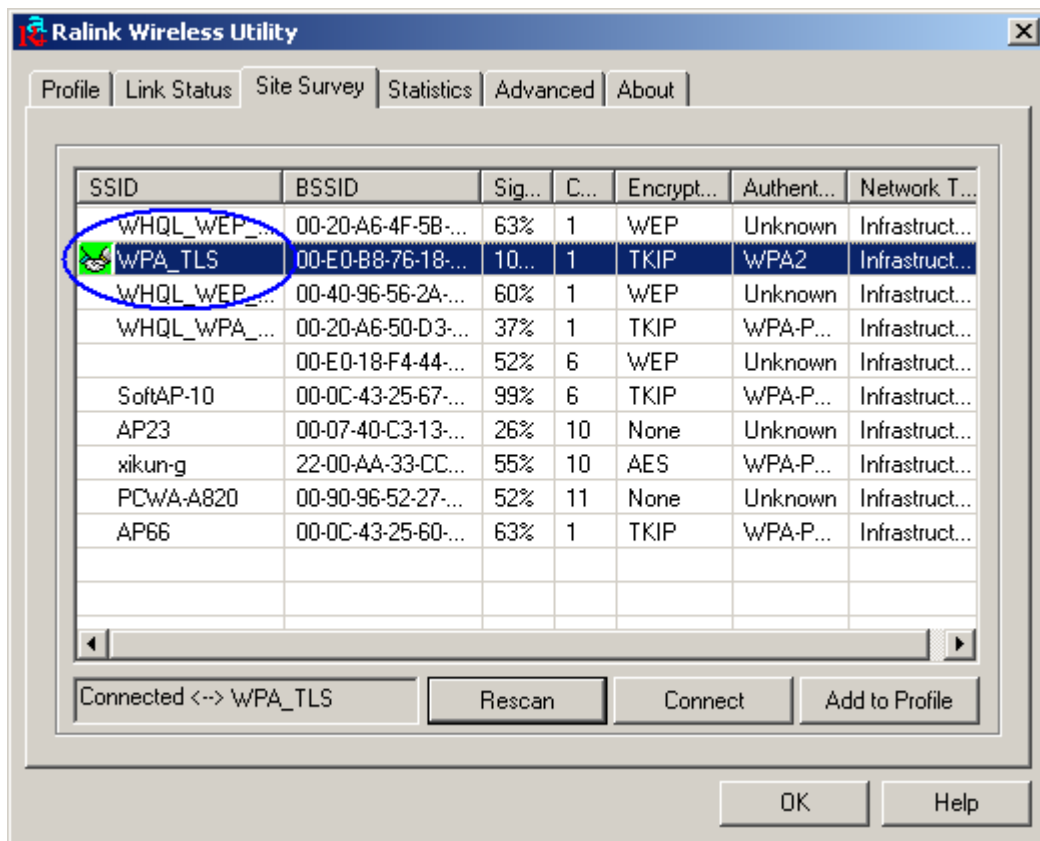 Ralink Wireless Utility
Profile Link Status Site Survey Statistics Advanced About
SSID BSSID Sig... C... Encrypt... Authent... Network T...
WHQL_WEP_... 00-20-A6-4F-5B-... 63% 1 WEP Unknown Infrastruct...
WPA_TLS 00-E0-B8-76-18-... 10... 1 TKIP WPA2 Infrastruct...
WHQL_WEP_... 00-40-96-56-2A-... 60% 1 WEP Unknown Infrastruct...
WHQL_WPA_... 00-20-A6-50-D3-... 37% 1 TKIP WPA-P... Infrastruct...
00-E0-18-F4-44-... 52% 6 WEP Unknown Infrastruct...
SoftAP-10 00-0C-43-25-67-... 99% 6 TKIP WPA-P... Infrastruct...
AP23 00-07-40-C3-13-... 26% 10 None Unknown Infrastruct...
xikun-g 22-00-AA-33-CC... 55% 10 AES WPA-P... Infrastruct...
PCWA-A820 00-90-96-52-27-... 52% 11 None Unknown Infrastruct...
AP66 00-0C-43-25-60-... 63% 1 TKIP WPA-P... Infrastruct...
Connected <--> WPA_TLS Rescan Connect Add to Profile
OK Help